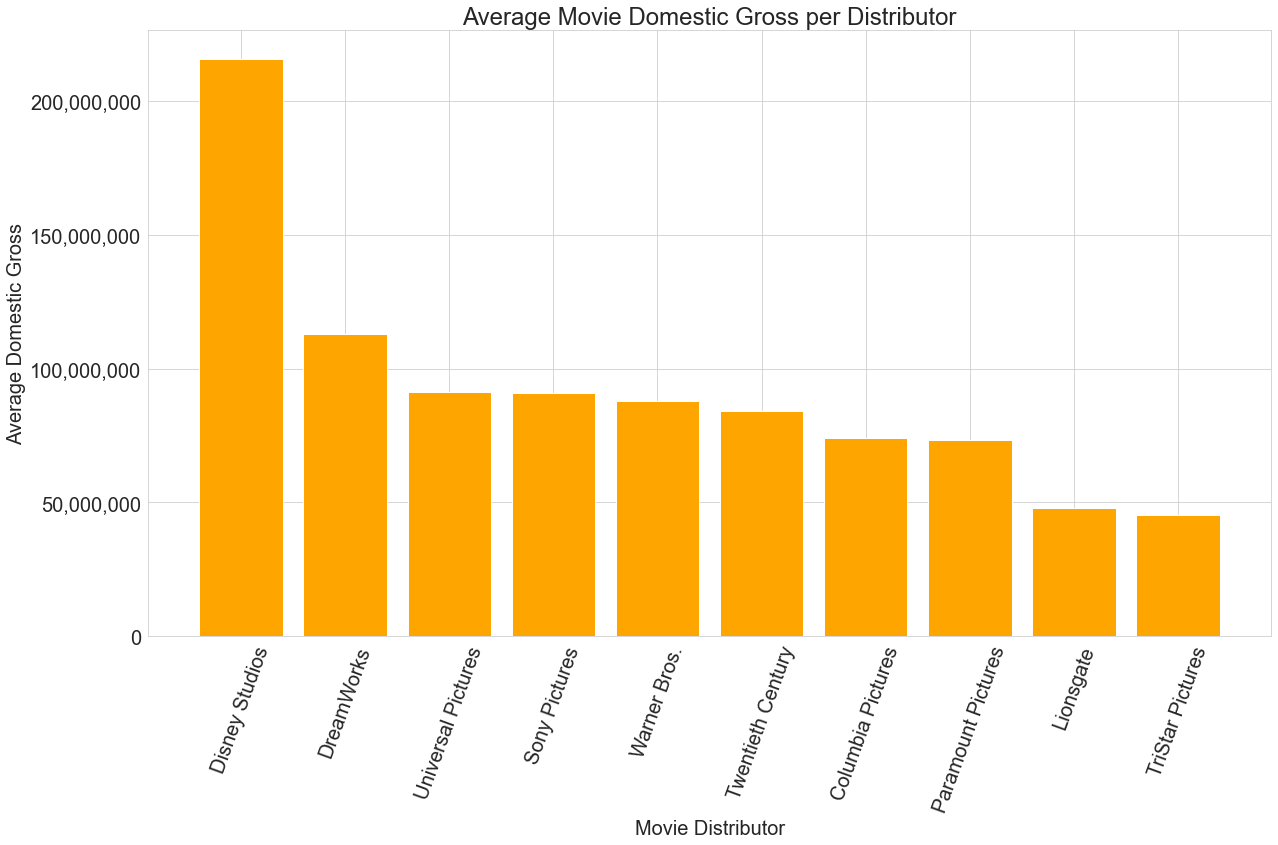 Average Movie Domestic Gross per Distributor
Average Domestic Gross
200,000,000
150,000,000
100,000,000
50,000,000
0
Disney Studios
DreamWorks
Universal Pictures
Sony Pictures
Warner Bros.
Twentieth Century
Columbia Pictures
Paramount Pictures
Lionsgate
TriStar Pictures
Movie Distributor